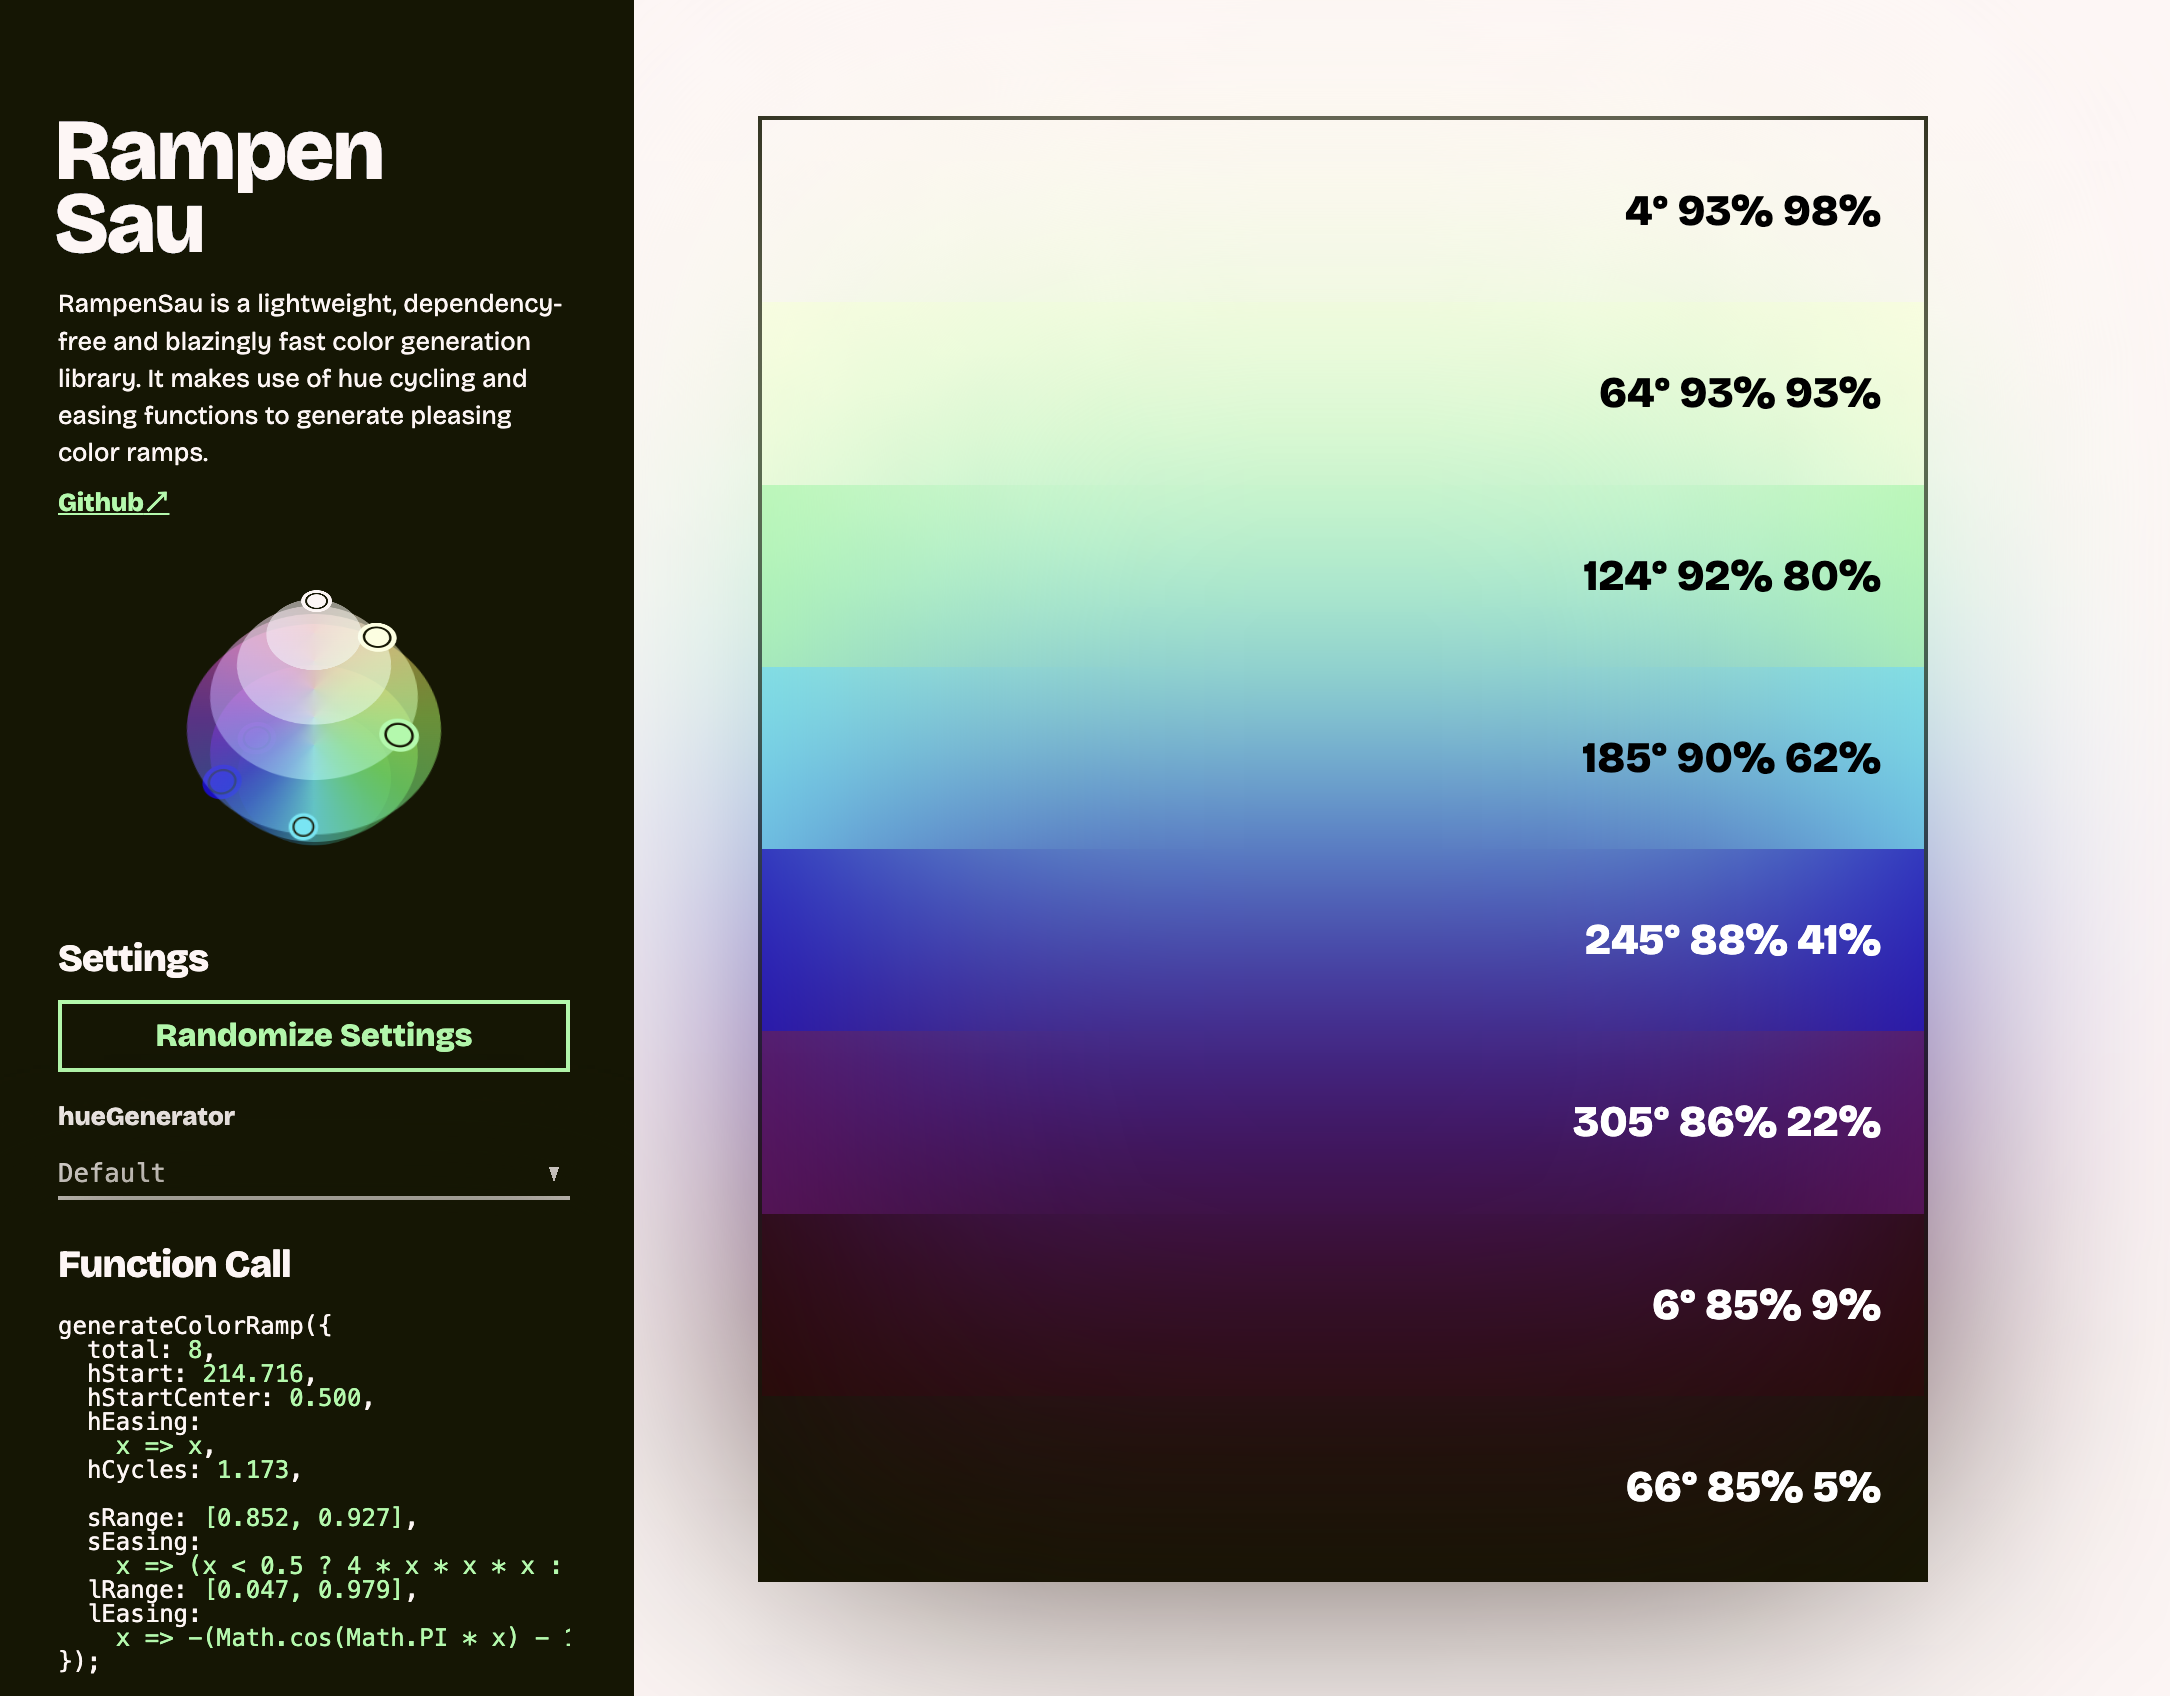 Rampen
Sau
RampenSau is a lightweight, dependency-
free and blazingly fast color generation
library. It makes use of hue cycling and
easing functions to generate pleasing
color ramps.
Github↗
Settings
Randomize Settings
hueGenerator
Default ▼
Function Call
generateColorRamp({
  total: 8,
  hStart: 214.716,
  hStartCenter: 0.500,
  hEasing:
    x => x,
  hCycles: 1.173,
  sRange: [0.852, 0.927],
  sEasing:
    x => (x < 0.5 ? 4 * x * x * x :
  lRange: [0.047, 0.979],
  lEasing:
    x => -(Math.cos(Math.PI * x) -
});
4° 93% 98%
64° 93% 93%
124° 92% 80%
185° 90% 62%
245° 88% 41%
305° 86% 22%
6° 85% 9%
66° 85% 5%